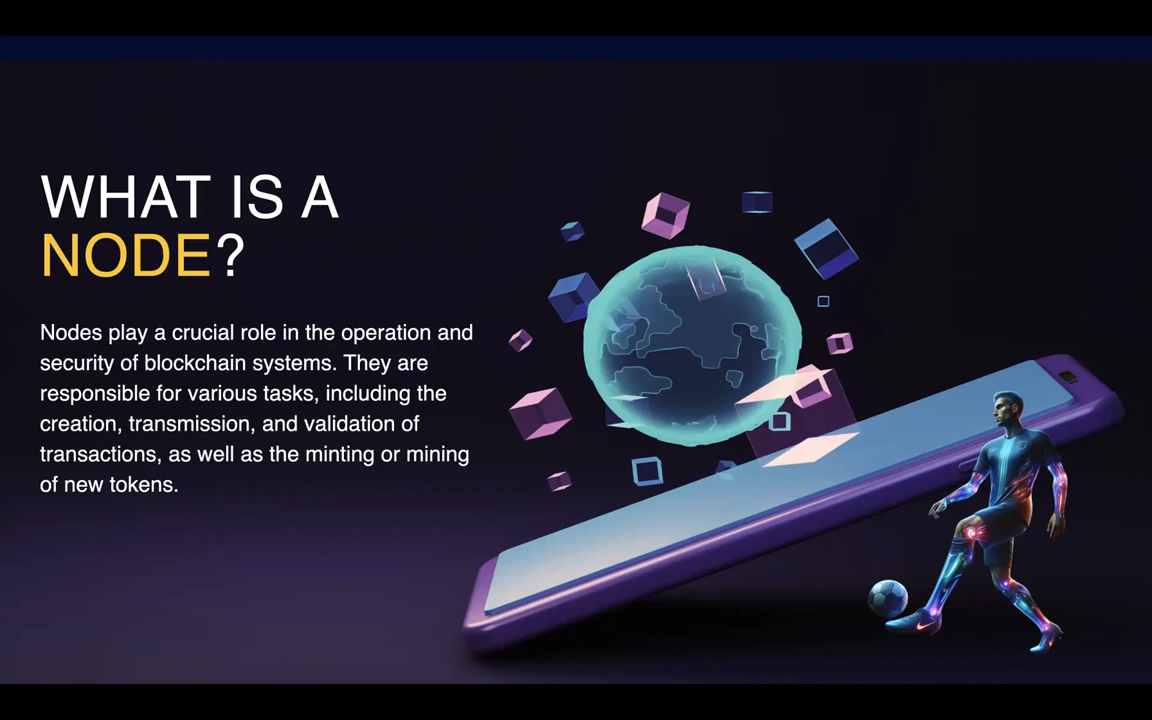 WHAT IS A
NODE?
Nodes play a crucial role in the operation and
security of blockchain systems. They are
responsible for various tasks, including the
creation, transmission, and validation of
transactions, as well as the minting or mining
of new tokens.